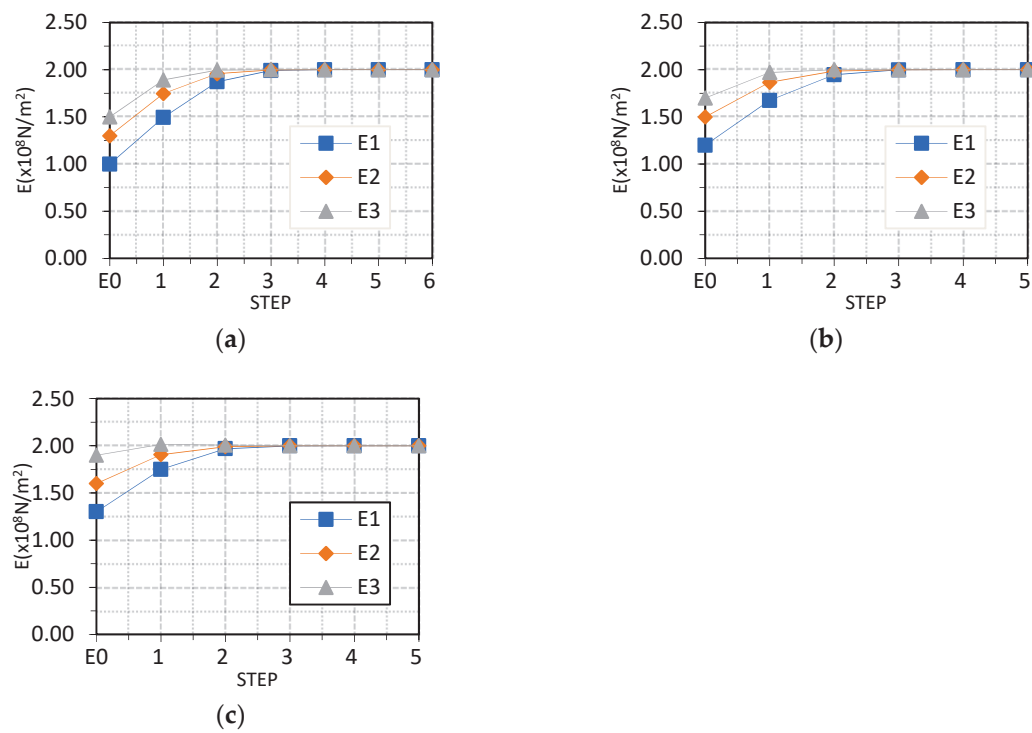 2.50
2.00
1.50
1.00
0.50
0.00
E(x10⁸N/m²)
E1
E2
E3
E0 1 2 3 4 5 6
STEP
(a)
2.50
2.00
1.50
1.00
0.50
0.00
E(x10⁸N/m²)
E1
E2
E3
E0 1 2 3 4 5
STEP
(b)
2.50
2.00
1.50
1.00
0.50
0.00
E(x10⁸N/m²)
E1
E2
E3
E0 1 2 3 4 5
STEP
(c)